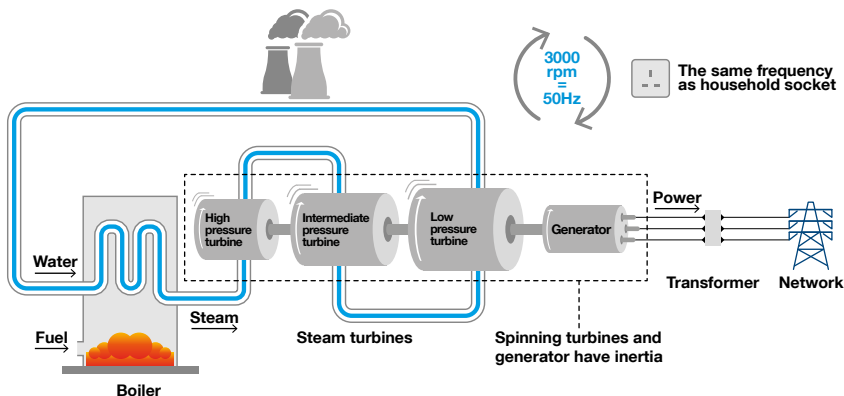 3000
rpm
=
50Hz
The same frequency
as household socket
High
pressure
turbine
Intermediate
pressure
turbine
Low
pressure
turbine
Generator
Power
Water
Steam
Fuel
Boiler
Steam turbines
Spinning turbines and
generator have inertia
Transformer
Network